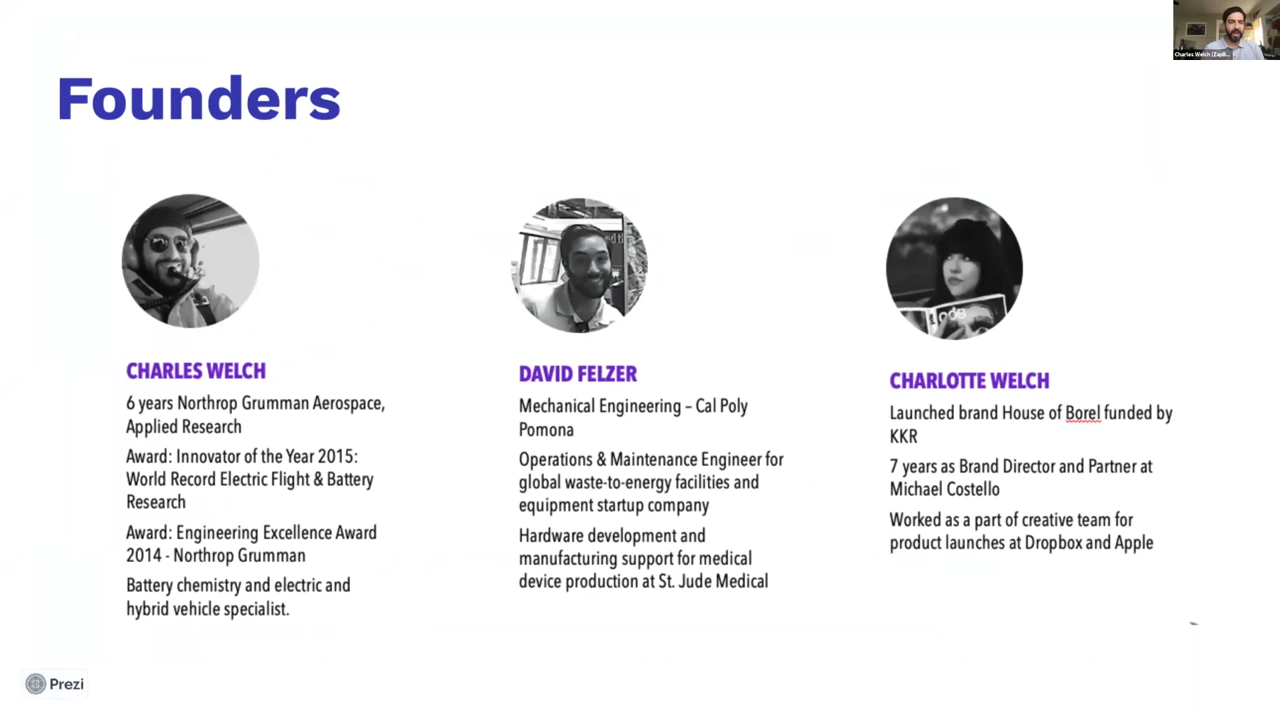 Charles Welch (ZapB...
Founders
CHARLES WELCH
6 years Northrop Grumman Aerospace,
Applied Research
Award: Innovator of the Year 2015:
World Record Electric Flight & Battery
Research
Award: Engineering Excellence Award
2014 - Northrop Grumman
Battery chemistry and electric and
hybrid vehicle specialist.
DAVID FELZER
Mechanical Engineering – Cal Poly
Pomona
Operations & Maintenance Engineer for
global waste-to-energy facilities and
equipment startup company
Hardware development and
manufacturing support for medical
device production at St. Jude Medical
CHARLOTTE WELCH
Launched brand House of Borel funded by
KKR
7 years as Brand Director and Partner at
Michael Costello
Worked as a part of creative team for
product launches at Dropbox and Apple
Prezi